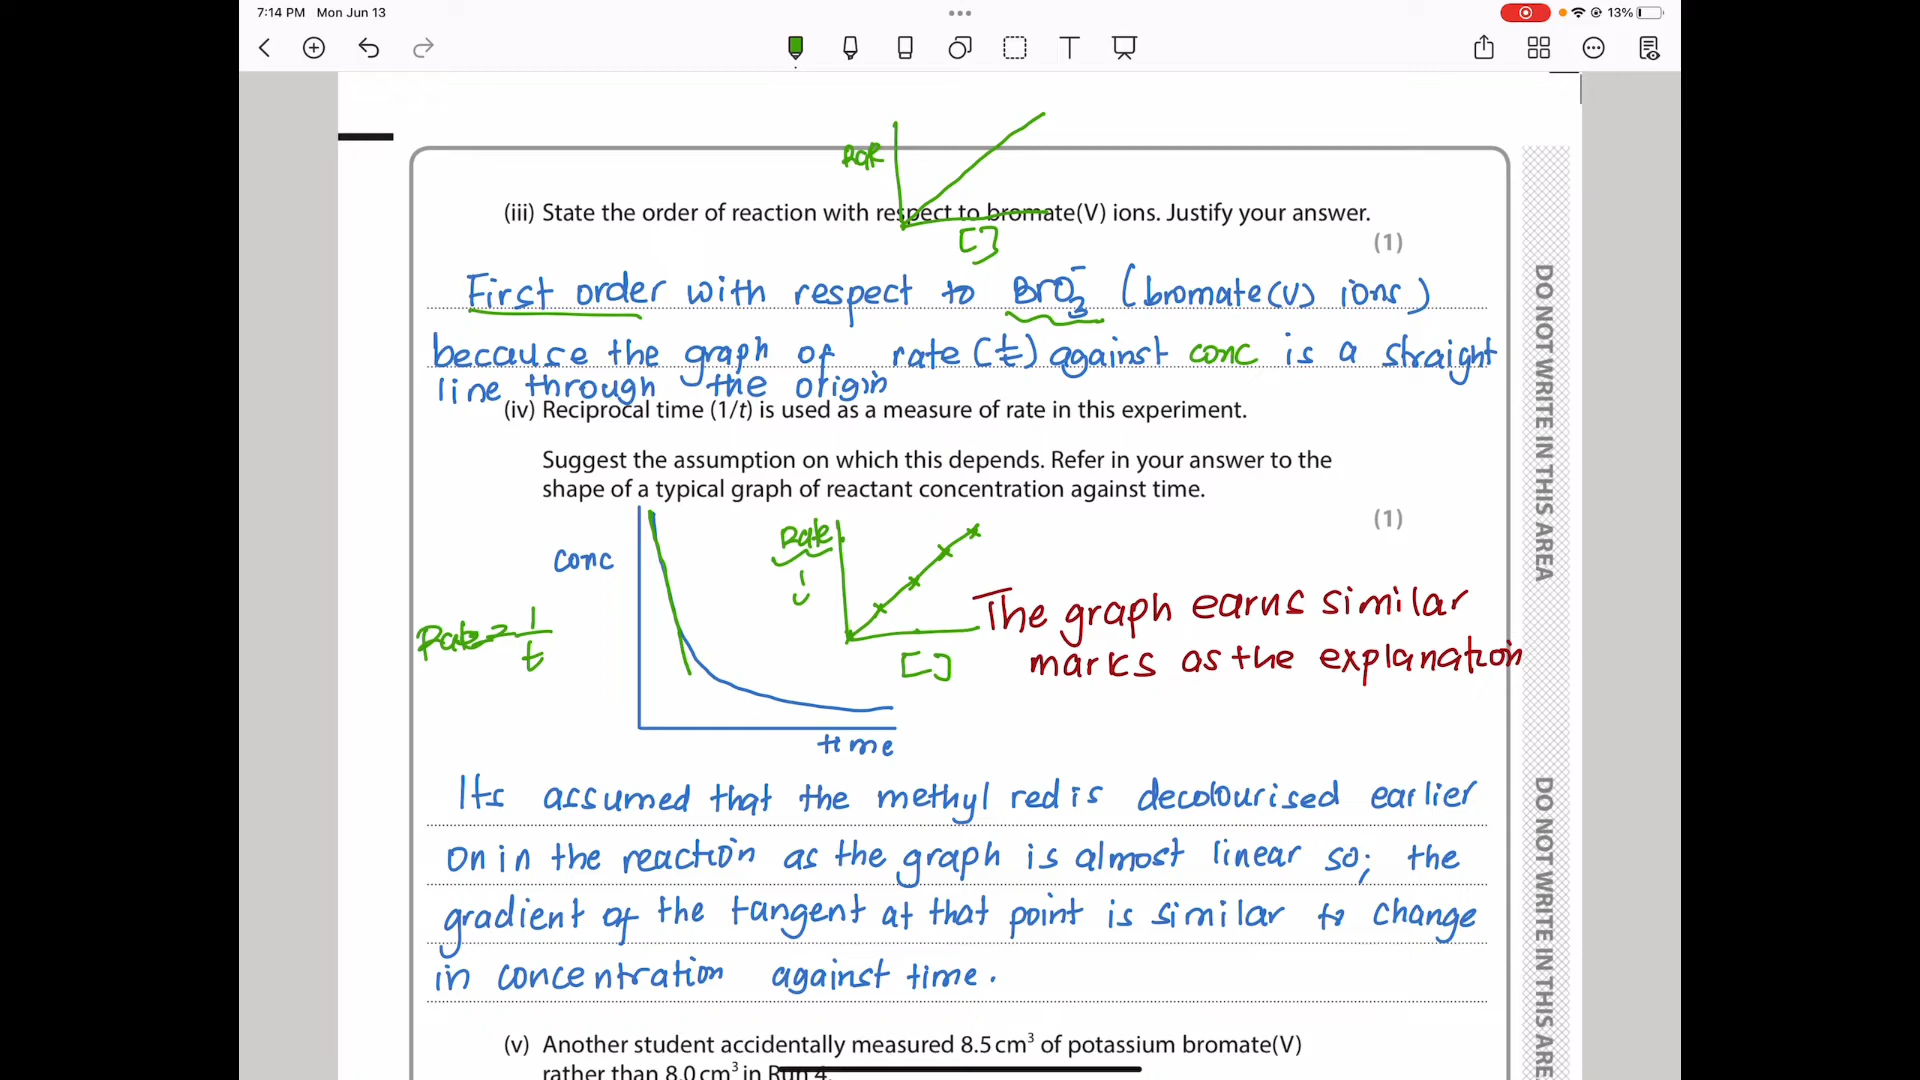 7:14 PM Mon Jun 13
13%
Rate
(iii) State the order of reaction with respect to bromate(V) ions. Justify your answer.
[ ]
(1)
First order with respect to BrO₃⁻ (bromate(V) ions)
because the graph of rate (1/t) against conc is a straight
line through the origin
(iv) Reciprocal time (1/t) is used as a measure of rate in this experiment.
Suggest the assumption on which this depends. Refer in your answer to the
shape of a typical graph of reactant concentration against time.
(1)
conc
Rate
Rate = 1/t
[ ]
time
The graph earns similar
marks as the explanation
Its assumed that the methyl red is decolourised earlier
on in the reaction as the graph is almost linear so; the
gradient of the tangent at that point is similar to change
in concentration against time.
(v) Another student accidentally measured 8.5 cm³ of potassium bromate(V)
rather than 8.0 cm³ in Run 4.
DO NOT WRITE IN THIS AREA
DO NOT WRITE IN THIS ARE